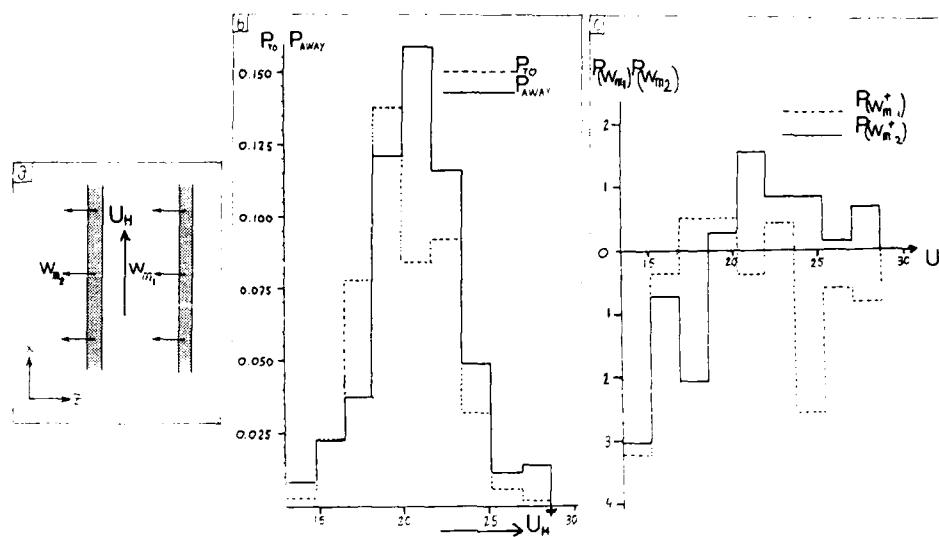 a
U_H
W_m2
W_m1
x
z
b
P_TO P_AWAY
0.150
0.125
0.100
0.075
0.050
0.025
P_TO
P_AWAY
15
20
25
30
U_H
P(W_m1) P(W_m2)
P(W_m1^+)
P(W_m2^+)
2
1
0
1
2
3
4
15
20
25
30
U